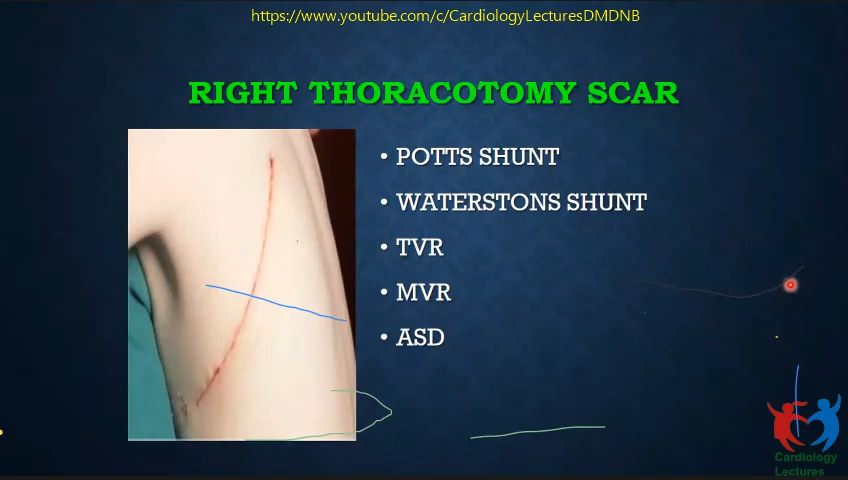 https://www.youtube.com/c/CardiologyLecturesDMDNB
RIGHT THORACOTOMY SCAR
• POTTS SHUNT
• WATERSTONS SHUNT
• TVR
• MVR
• ASD
Cardiology
Lectures